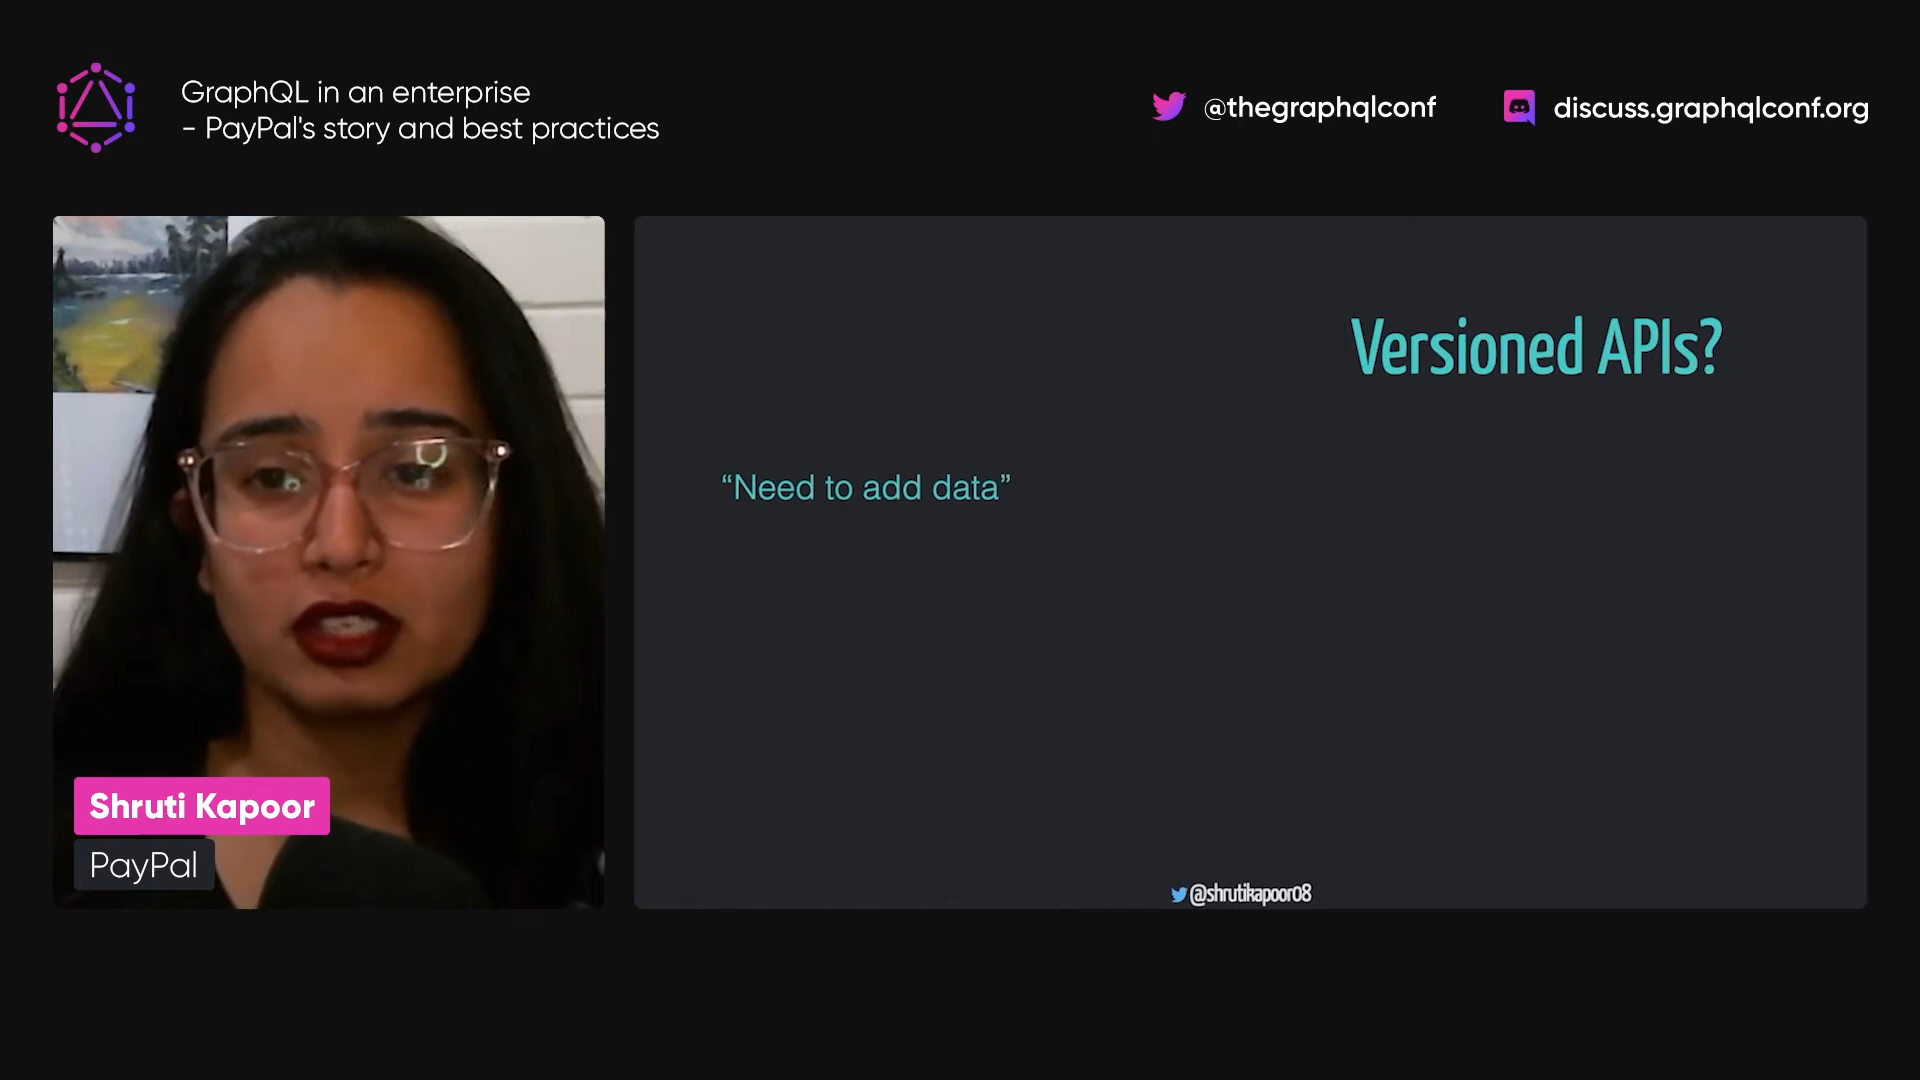 GraphQL in an enterprise
- PayPal's story and best practices
@thegraphqlconf
discuss.graphqlconf.org
Versioned APIs?
“Need to add data”
Shruti Kapoor
PayPal
@shrutikapoor08